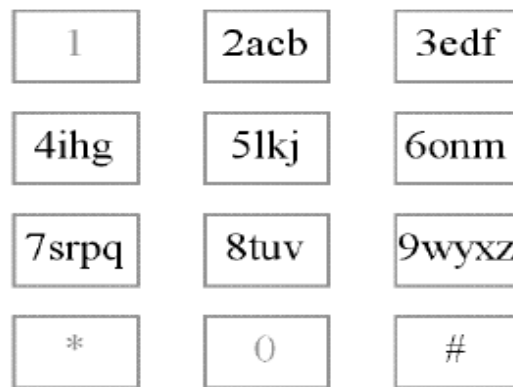 1 2acb 3edf
4ihg 5lkj 6onm
7srpq 8tuv 9wyxz
* 0 #